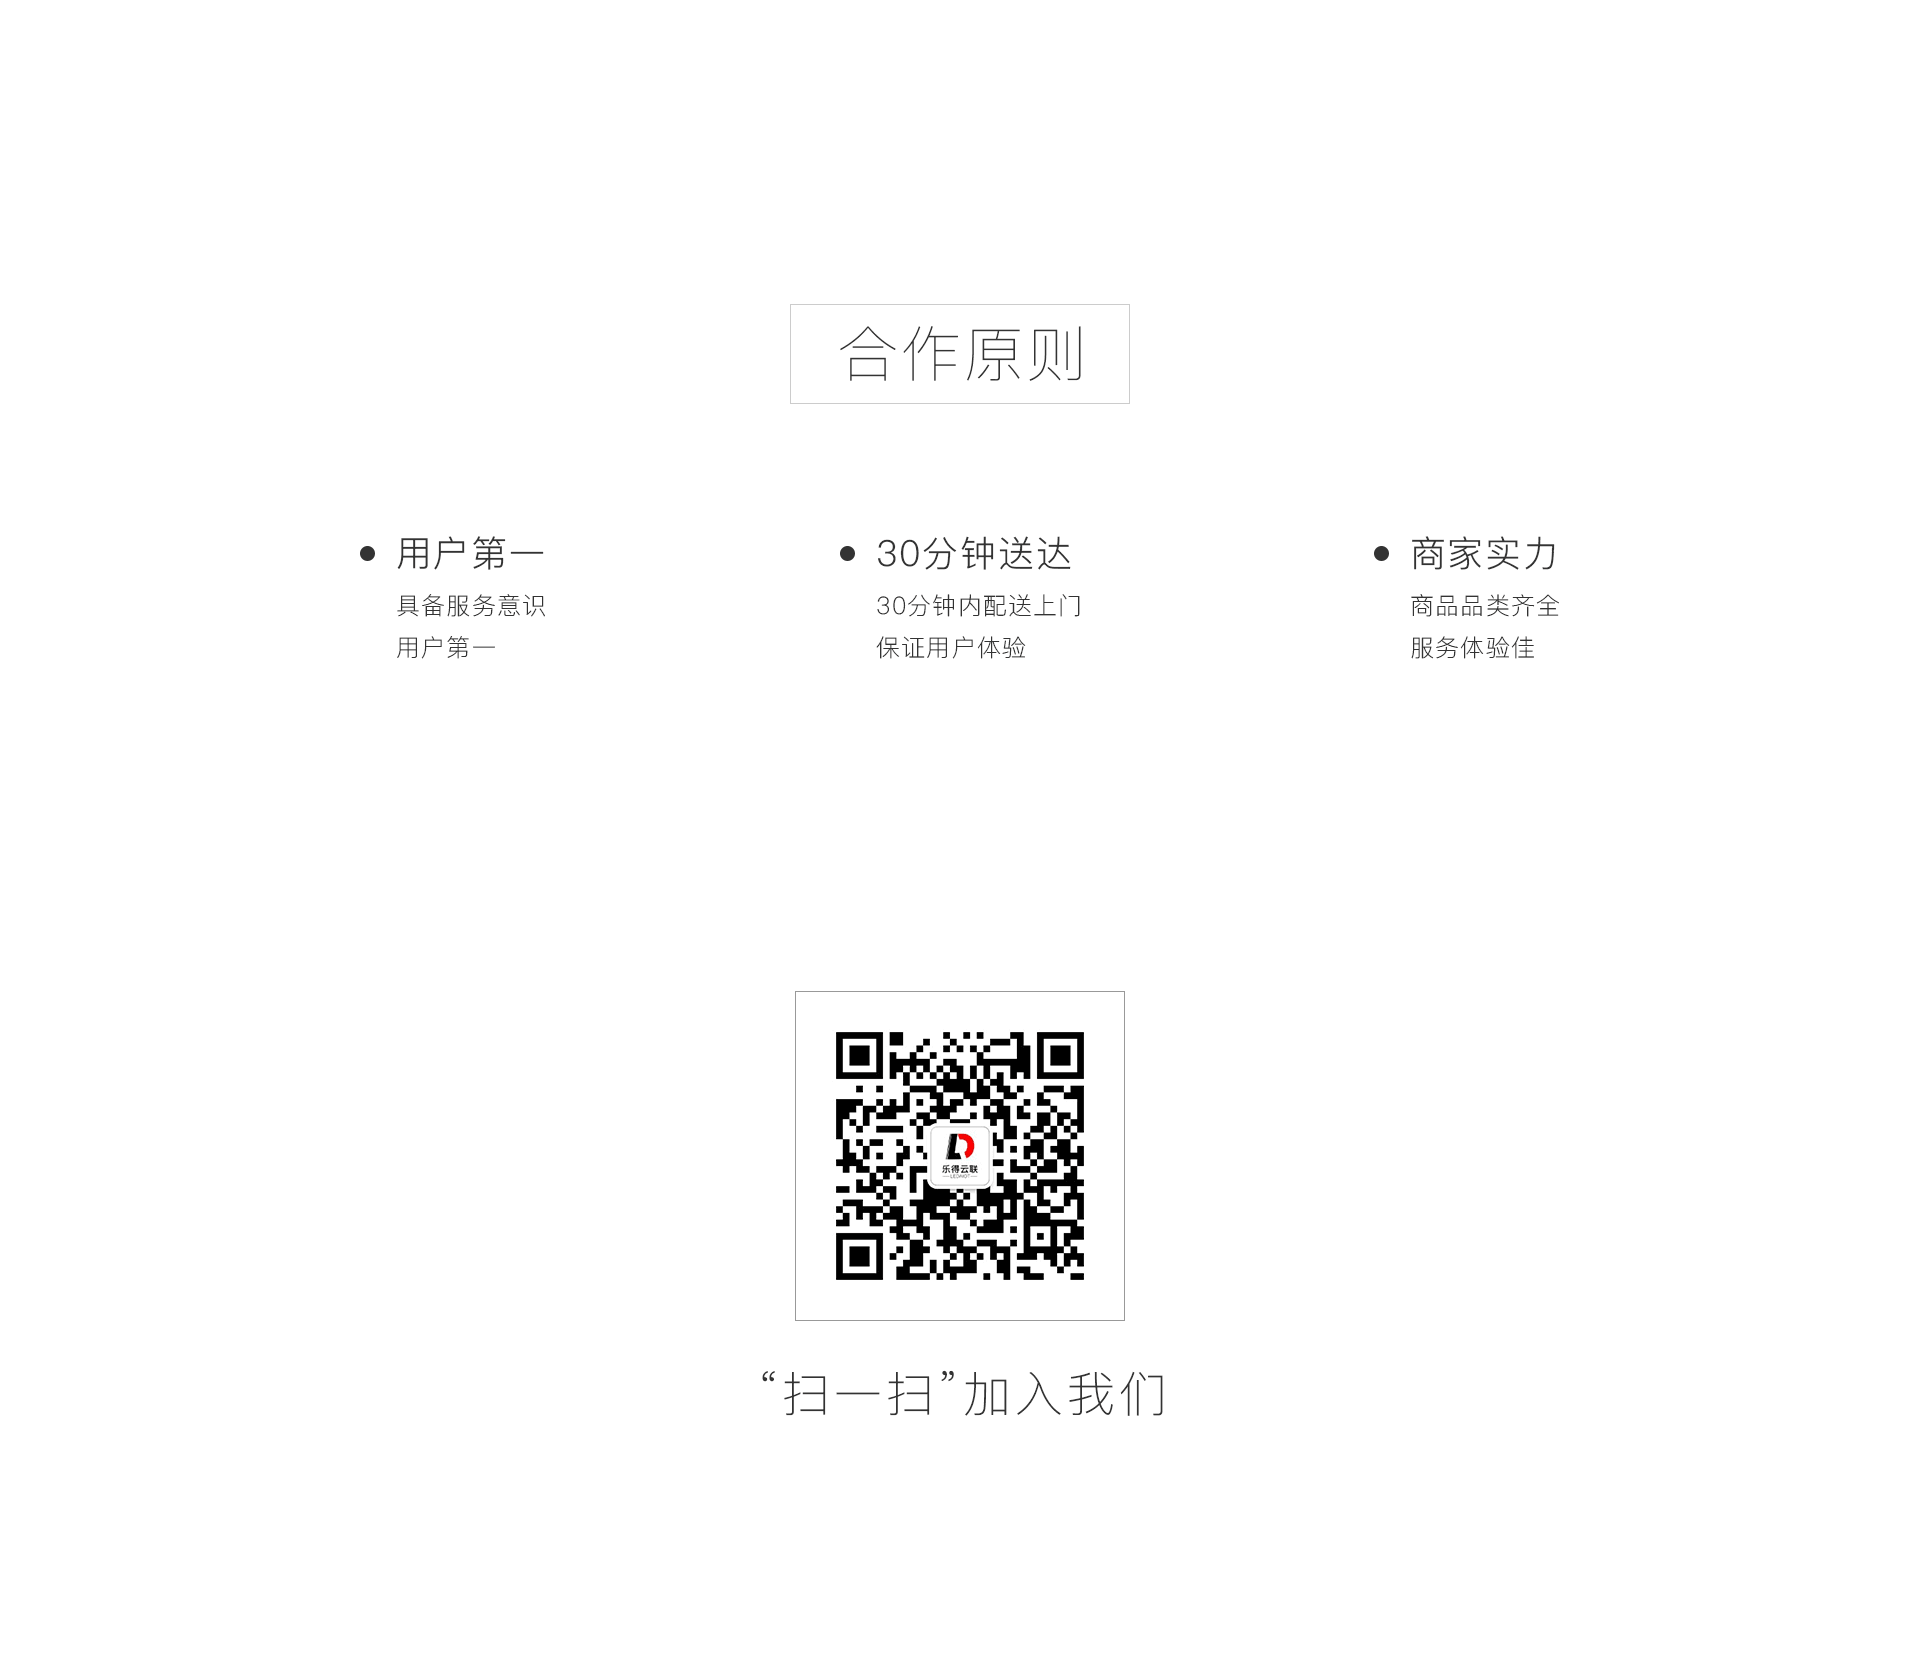 合作原则
用户第一
具备服务意识
用户第一
30分钟送达
30分钟内配送上门
保证用户体验
商家实力
商品品类齐全
服务体验佳
乐得云联
“扫一扫”加入我们